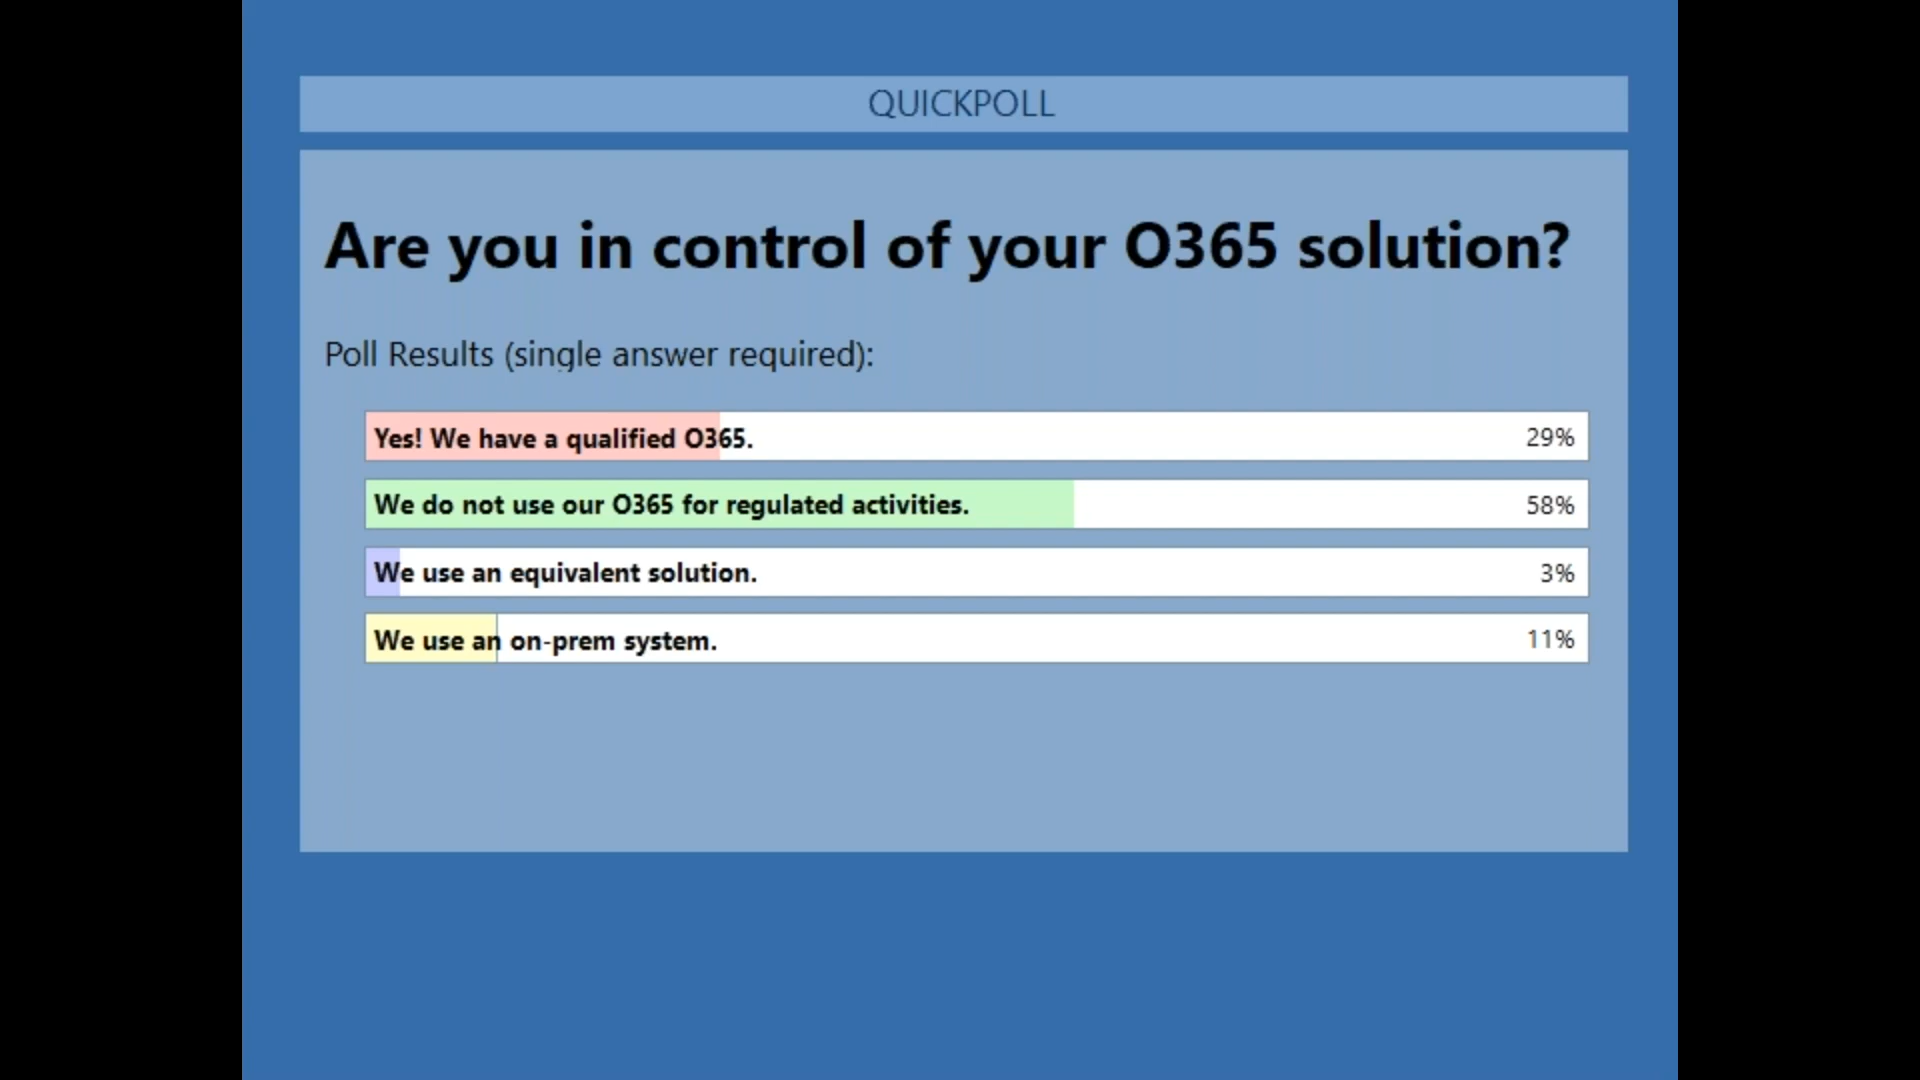 QUICKPOLL
Are you in control of your O365 solution?
Poll Results (single answer required):
Yes! We have a qualified O365. 29%
We do not use our O365 for regulated activities. 58%
We use an equivalent solution. 3%
We use an on-prem system. 11%